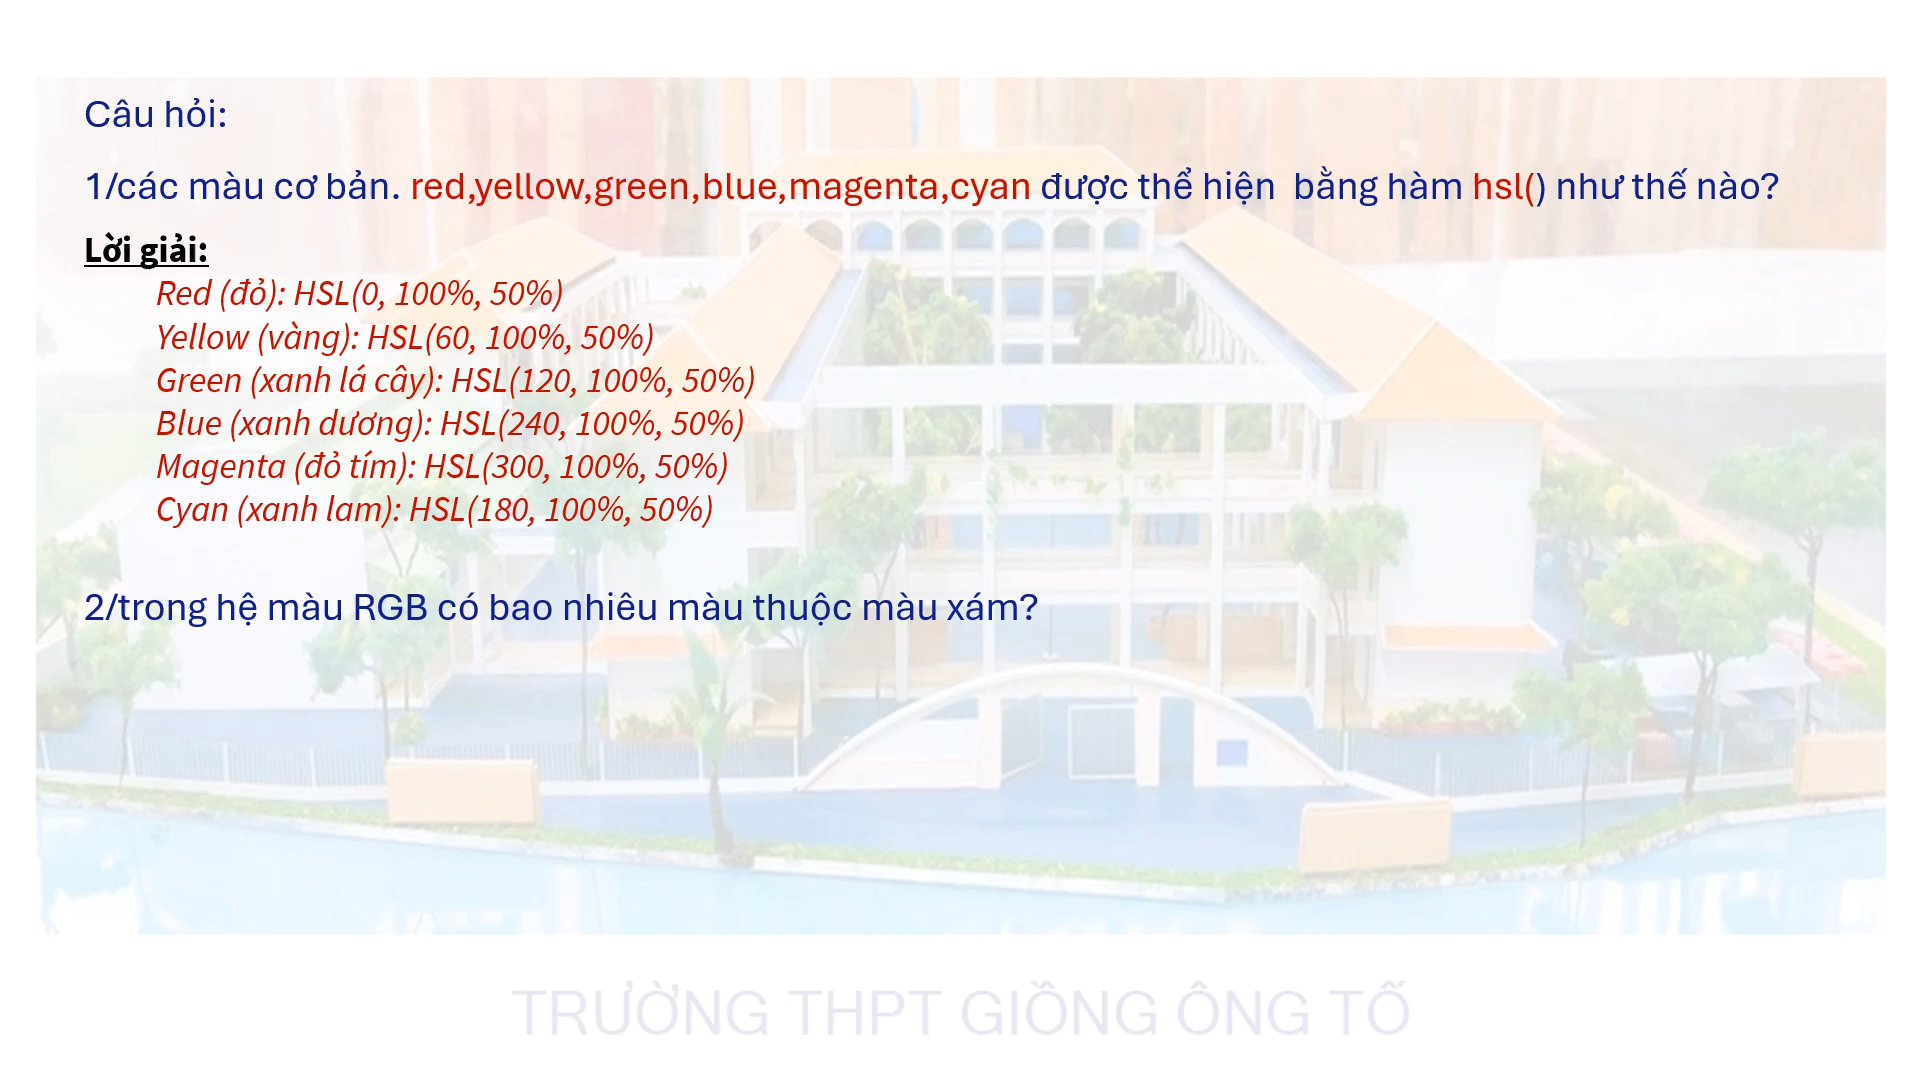 Câu hỏi:
1/các màu cơ bản. red,yellow,green,blue,magenta,cyan được thể hiện  bằng hàm hsl() như thế nào?
Lời giải:
Red (đỏ): HSL(0, 100%, 50%)
Yellow (vàng): HSL(60, 100%, 50%)
Green (xanh lá cây): HSL(120, 100%, 50%)
Blue (xanh dương): HSL(240, 100%, 50%)
Magenta (đỏ tím): HSL(300, 100%, 50%)
Cyan (xanh lam): HSL(180, 100%, 50%)
2/trong hệ màu RGB có bao nhiêu màu thuộc màu xám?
TRƯỜNG THPT GIỒNG ÔNG TỐ